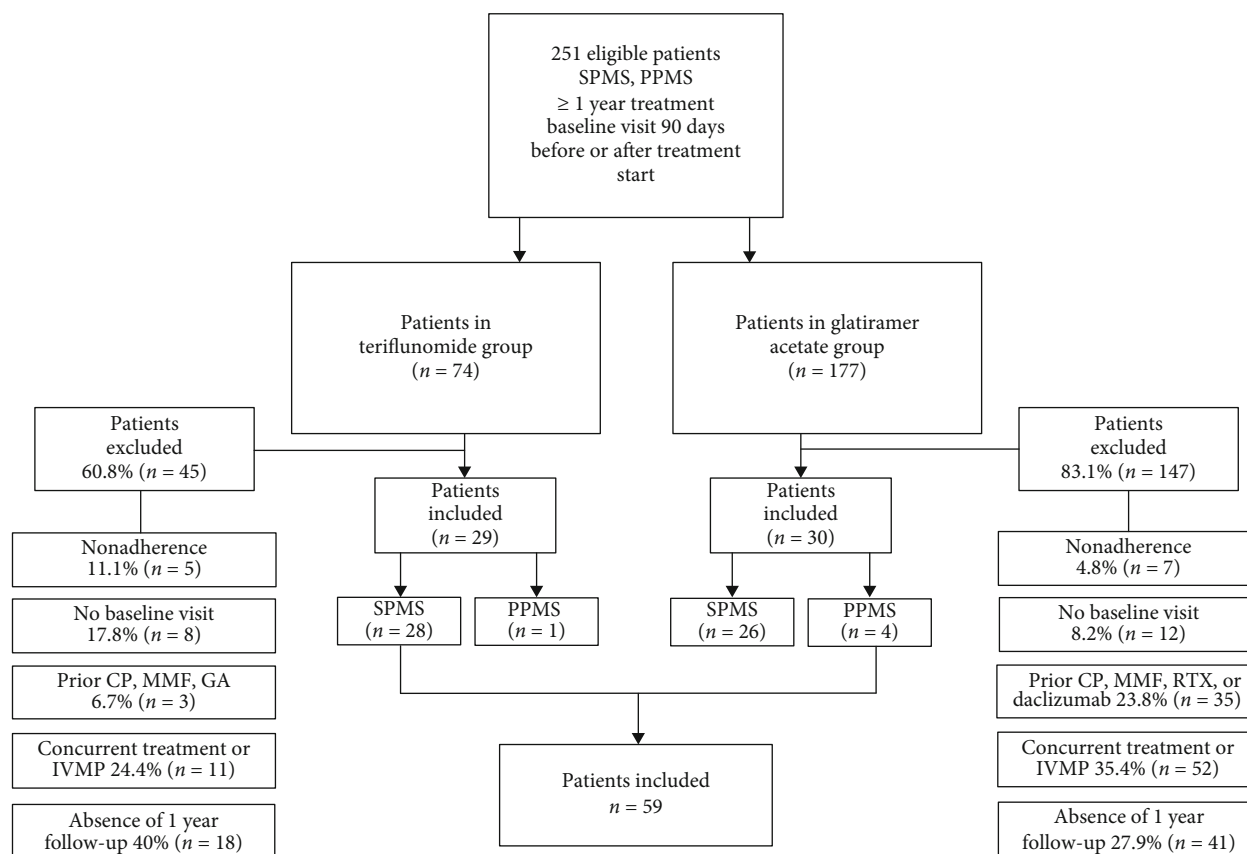 251 eligible patients
SPMS, PPMS
≥ 1 year treatment
baseline visit 90 days
before or after treatment
start
Patients in
teriflunomide group
(n = 74)
Patients in glatiramer
acetate group
(n = 177)
Patients
excluded
60.8% (n = 45)
Patients
excluded
83.1% (n = 147)
Patients
included
(n = 29)
Patients
included
(n = 30)
Nonadherence
11.1% (n = 5)
Nonadherence
4.8% (n = 7)
SPMS
(n = 28)
PPMS
(n = 1)
SPMS
(n = 26)
PPMS
(n = 4)
No baseline visit
17.8% (n = 8)
No baseline visit
8.2% (n = 12)
Prior CP, MMF, GA
6.7% (n = 3)
Prior CP, MMF, RTX, or
daclizumab 23.8% (n = 35)
Concurrent treatment or
IVMP 24.4% (n = 11)
Concurrent treatment or
IVMP 35.4% (n = 52)
Patients included
n = 59
Absence of 1 year
follow-up 40% (n = 18)
Absence of 1 year
follow-up 27.9% (n = 41)